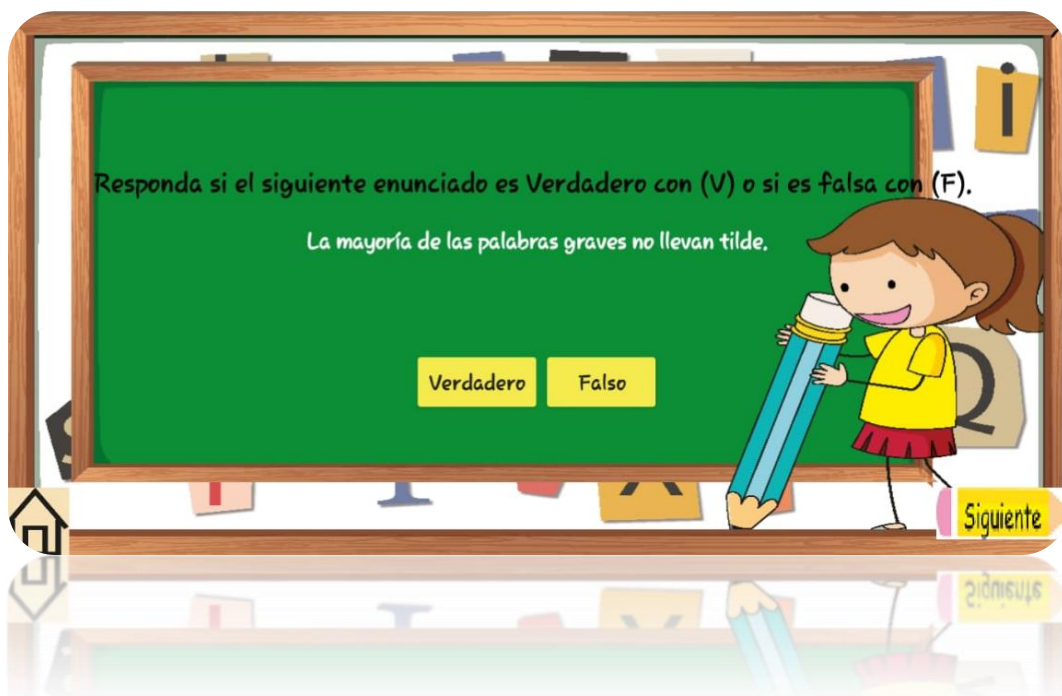 Responda si el siguiente enunciado es Verdadero con (V) o si es falsa con (F).
La mayoría de las palabras graves no llevan tilde.
Verdadero
Falso
i
Q
Siguiente